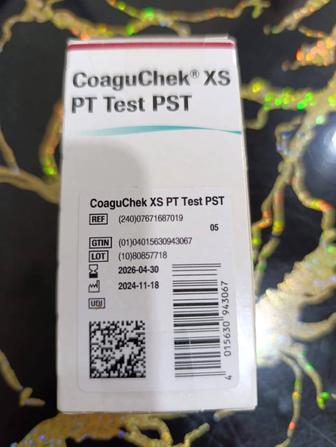 CoaguChek® XS
PT Test PST
CoaguChek XS PT Test PST
REF (240)07671687019
05
GTIN (01)04015630943067
LOT (10)80857718
2026-04-30
2024-11-18
UDI
4 015630 943067